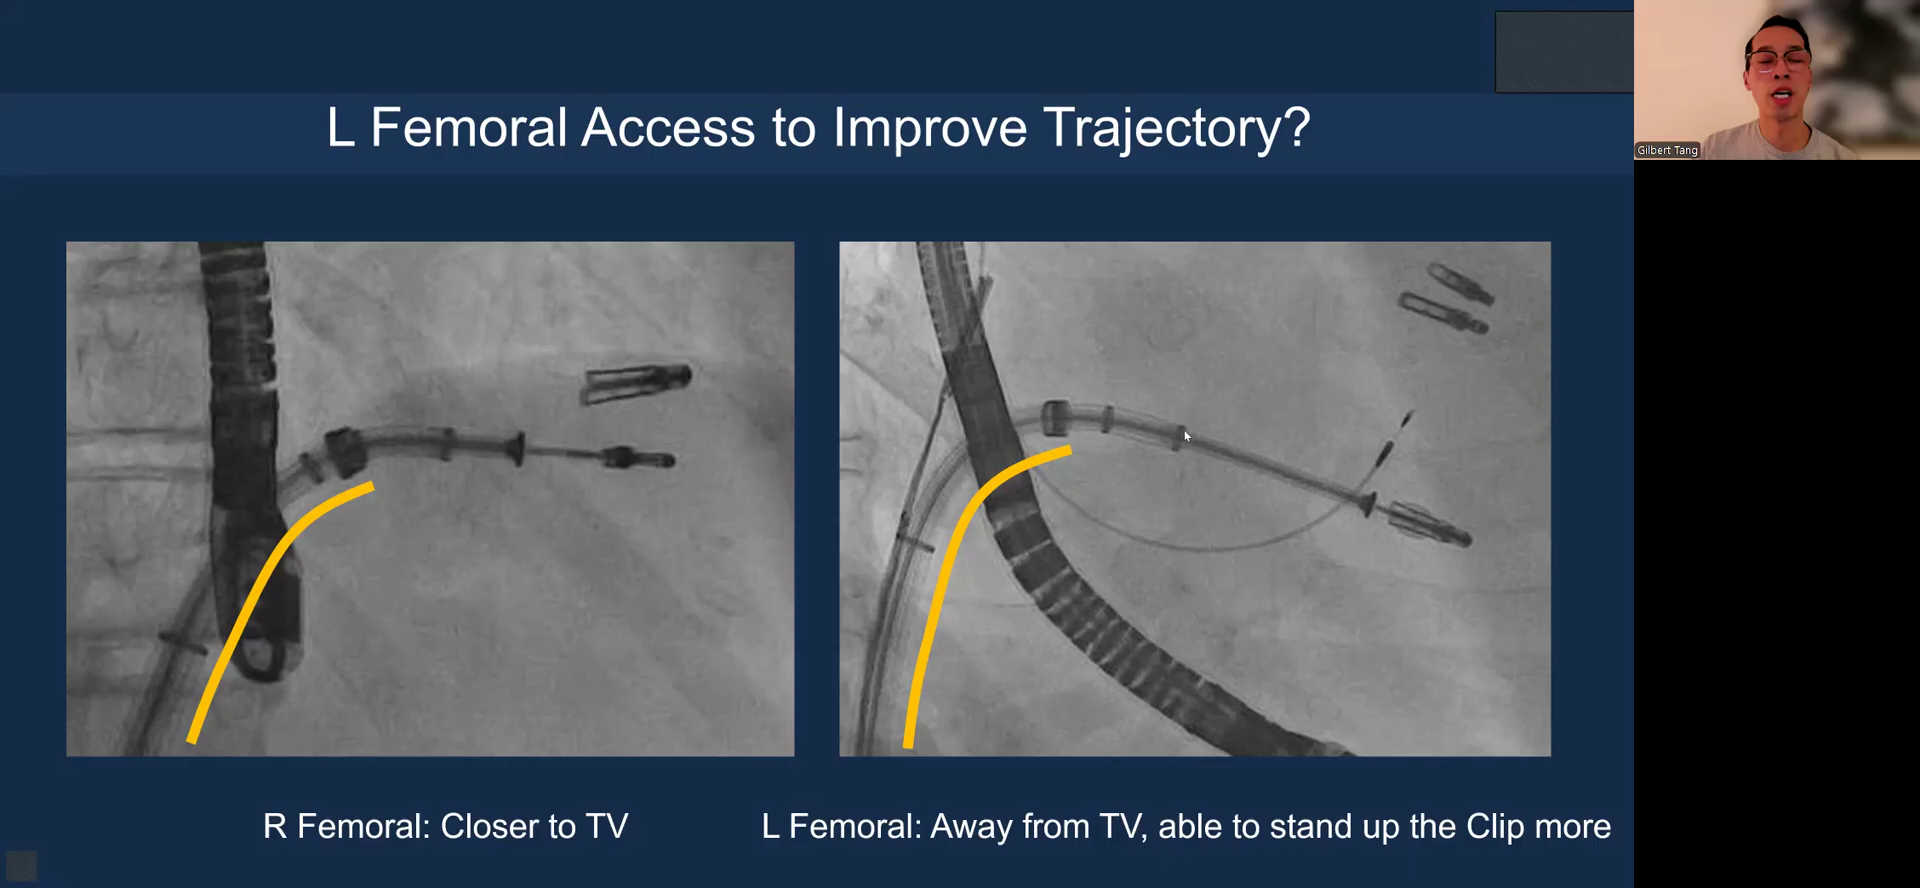 L Femoral Access to Improve Trajectory?
Gilbert Tang
R Femoral: Closer to TV
L Femoral: Away from TV, able to stand up the Clip more